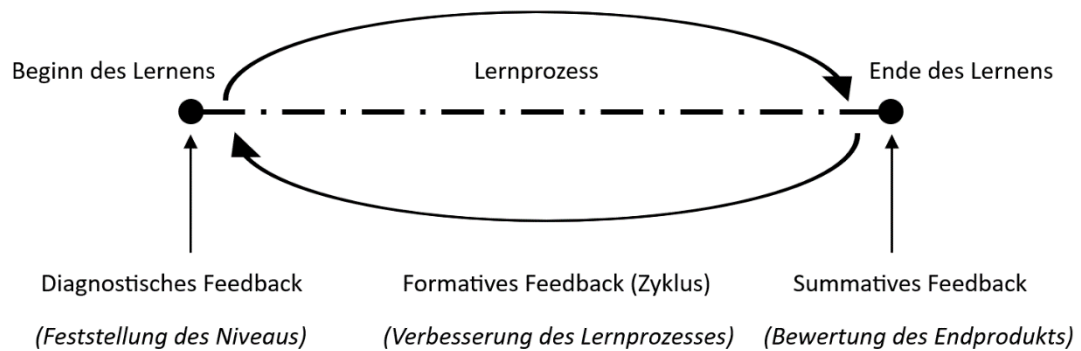 Beginn des Lernens
Lernprozess
Ende des Lernens
Diagnostisches Feedback
Formatives Feedback (Zyklus)
Summatives Feedback
(Feststellung des Niveaus)
(Verbesserung des Lernprozesses)
(Bewertung des Endprodukts)